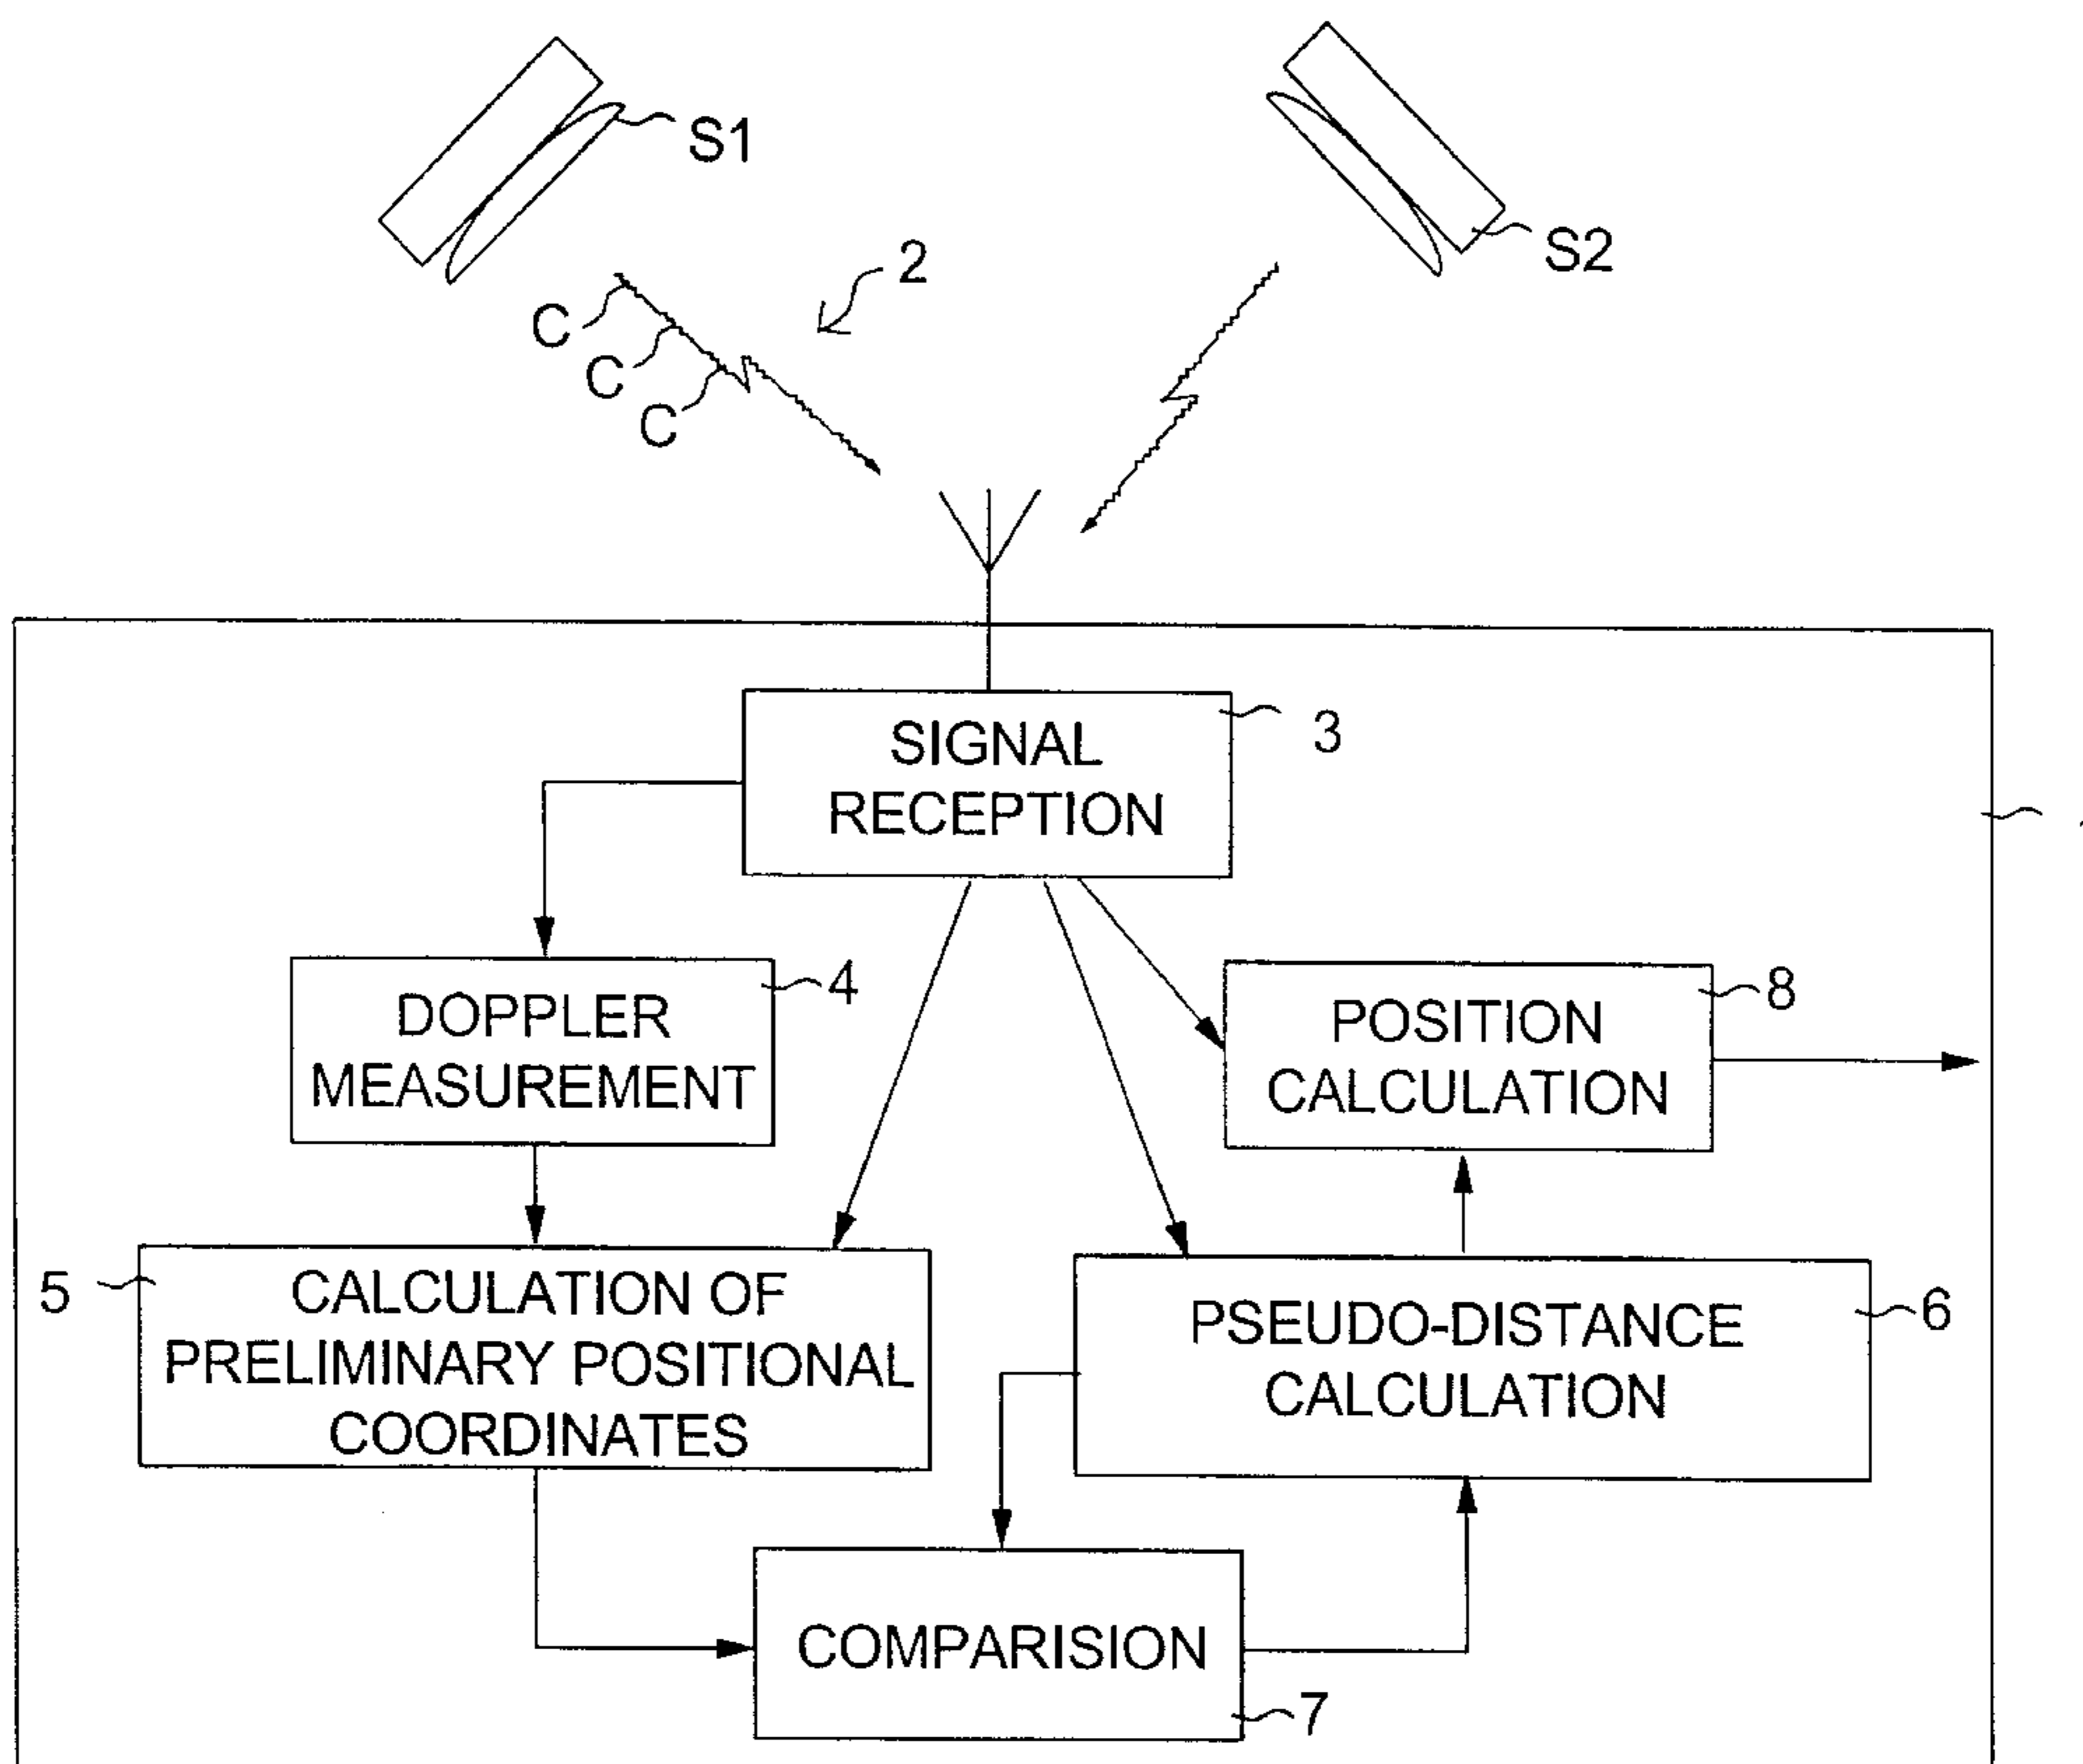 S1
S2
2
C
C
C
3
SIGNAL
RECEPTION
4
DOPPLER
MEASUREMENT
8
POSITION
CALCULATION
5
CALCULATION OF
PRELIMINARY POSITIONAL
COORDINATES
6
PSEUDO-DISTANCE
CALCULATION
COMPARISION
7